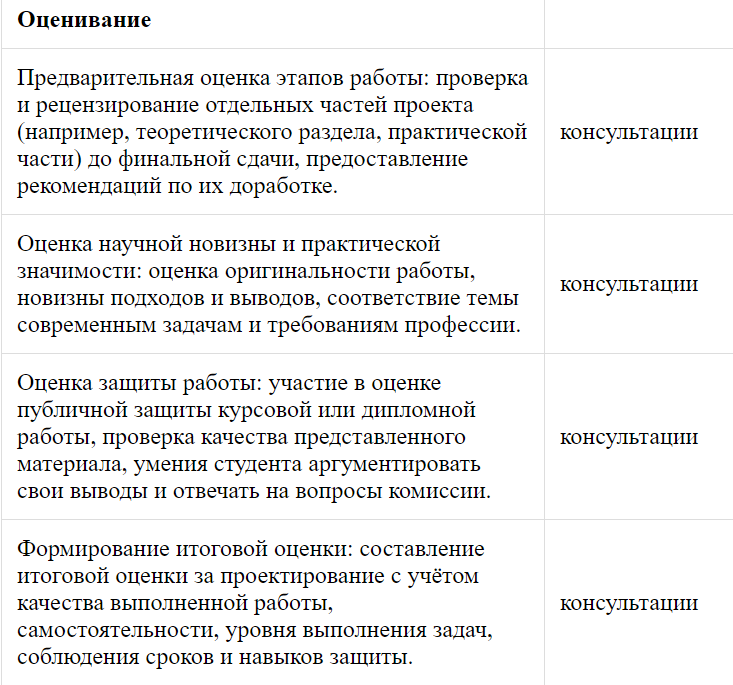 Оценивание
Предварительная оценка этапов работы: проверка
и рецензирование отдельных частей проекта
(например, теоретического раздела, практической
части) до финальной сдачи, предоставление
рекомендаций по их доработке.
консультации
Оценка научной новизны и практической
значимости: оценка оригинальности работы,
новизны подходов и выводов, соответствие темы
современным задачам и требованиям профессии.
консультации
Оценка защиты работы: участие в оценке
публичной защиты курсовой или дипломной
работы, проверка качества представленного
материала, умения студента аргументировать
свои выводы и отвечать на вопросы комиссии.
консультации
Формирование итоговой оценки: составление
итоговой оценки за проектирование с учётом
качества выполненной работы,
самостоятельности, уровня выполнения задач,
соблюдения сроков и навыков защиты.
консультации